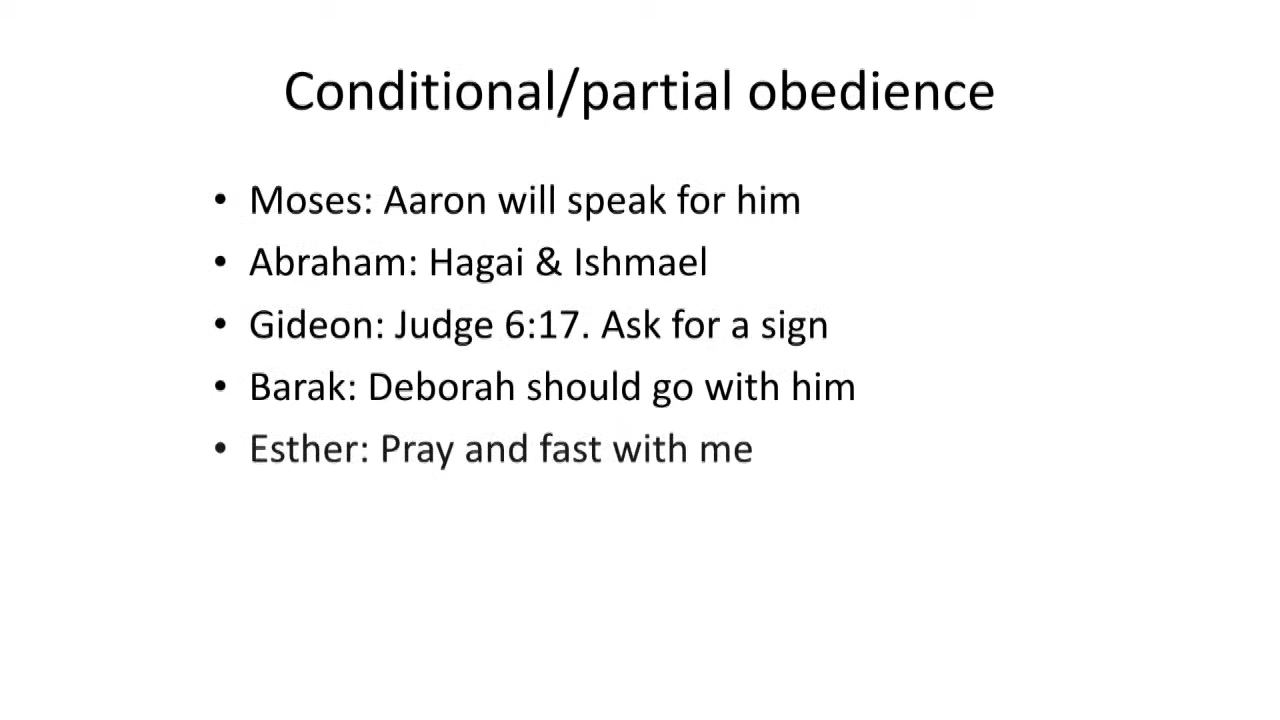 Conditional/partial obedience
• Moses: Aaron will speak for him
• Abraham: Hagai & Ishmael
• Gideon: Judge 6:17. Ask for a sign
• Barak: Deborah should go with him
• Esther: Pray and fast with me